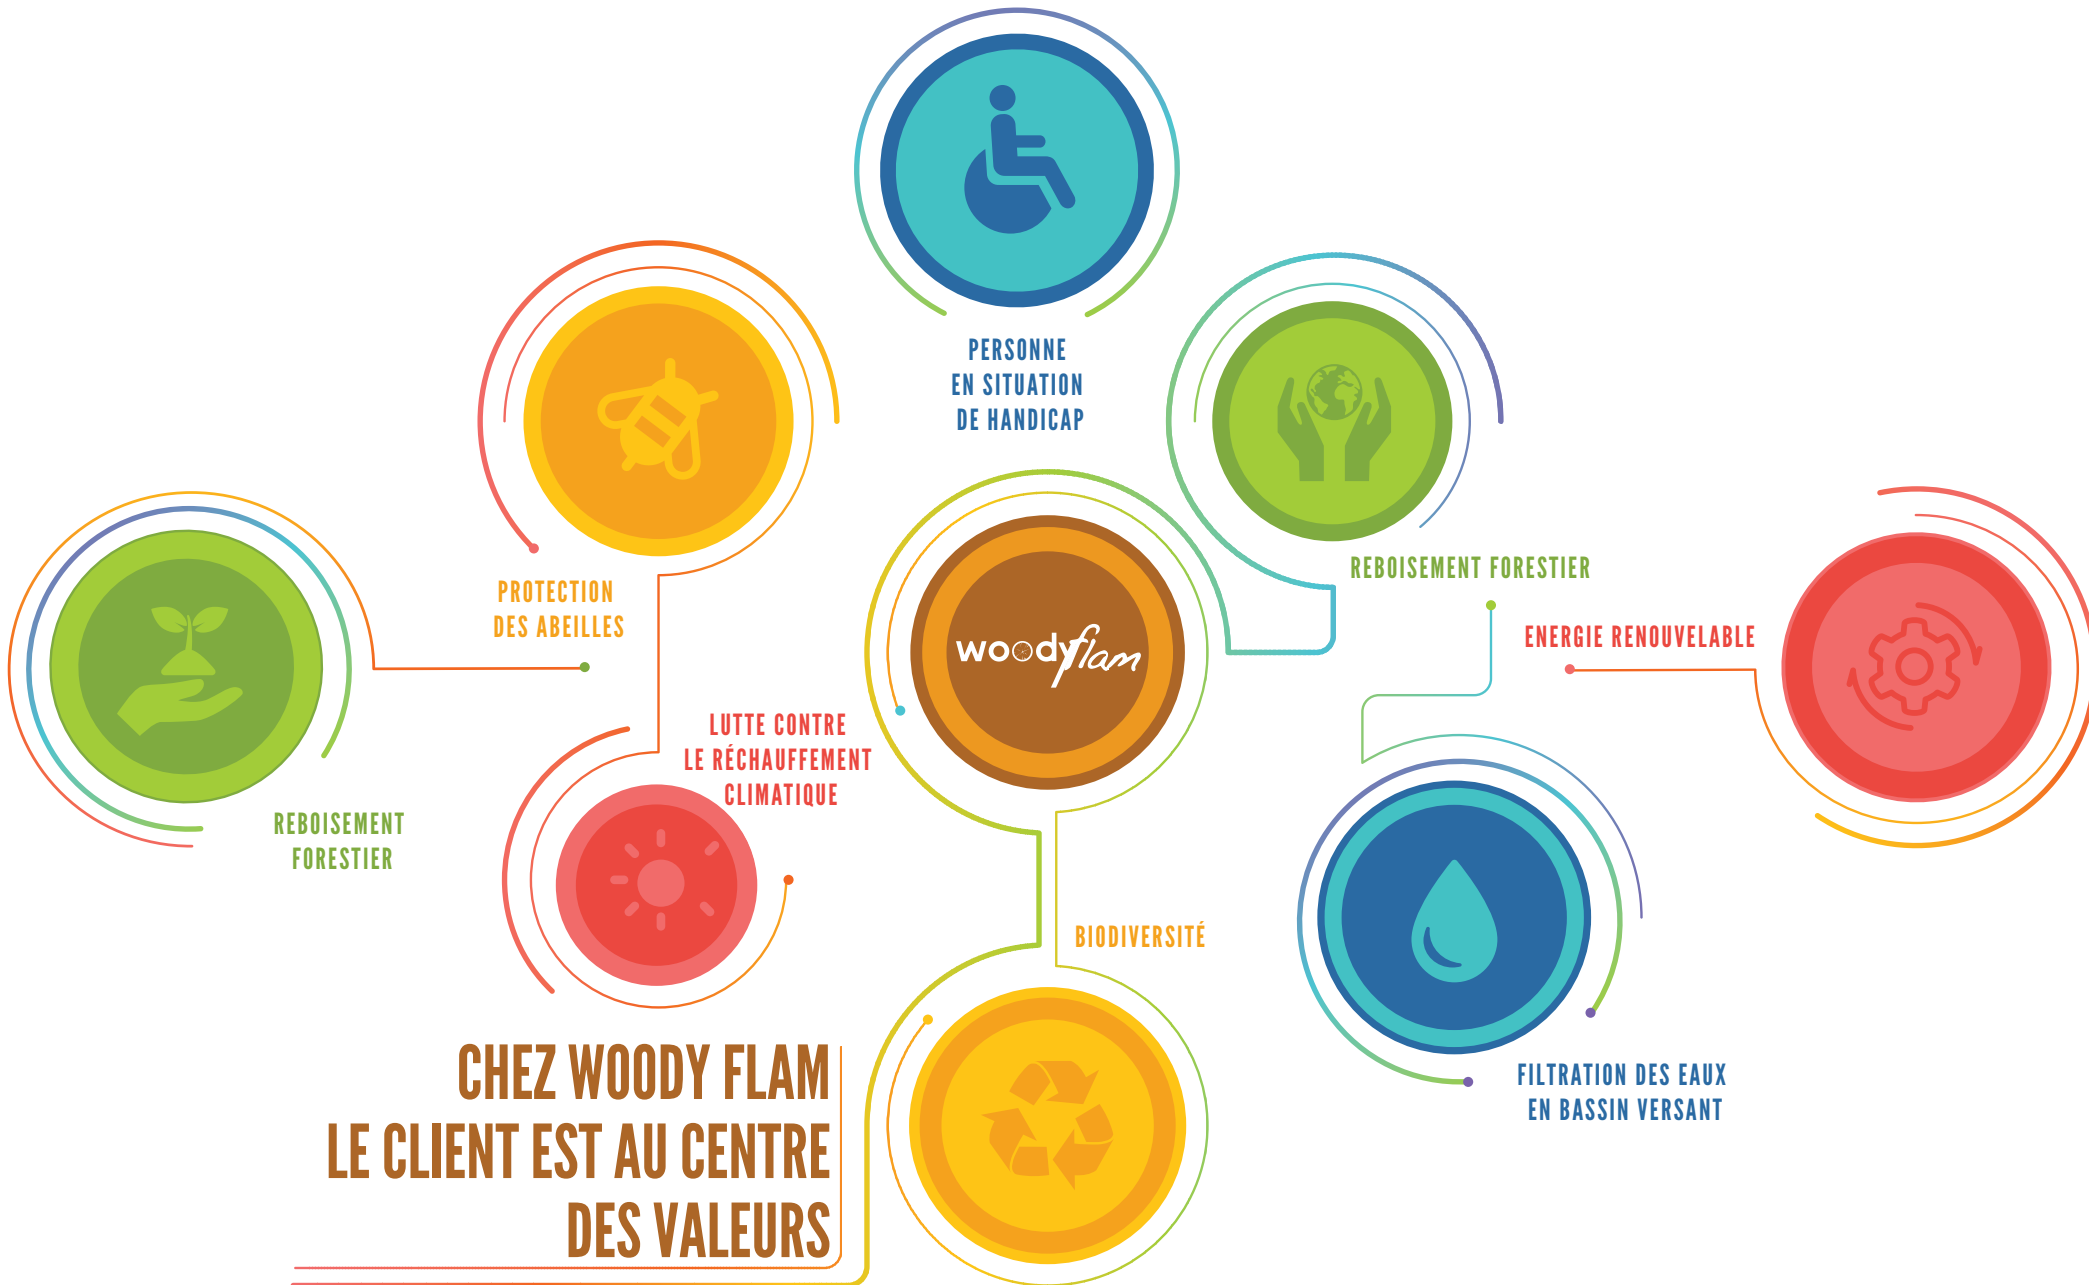 PERSONNE
EN SITUATION
DE HANDICAP
PROTECTION
DES ABEILLES
REBOISEMENT FORESTIER
woodyflam
ENERGIE RENOUVELABLE
LUTTE CONTRE
LE RÉCHAUFFEMENT
CLIMATIQUE
REBOISEMENT
FORESTIER
BIODIVERSITÉ
FILTRATION DES EAUX
EN BASSIN VERSANT
CHEZ WOODY FLAM
LE CLIENT EST AU CENTRE
DES VALEURS